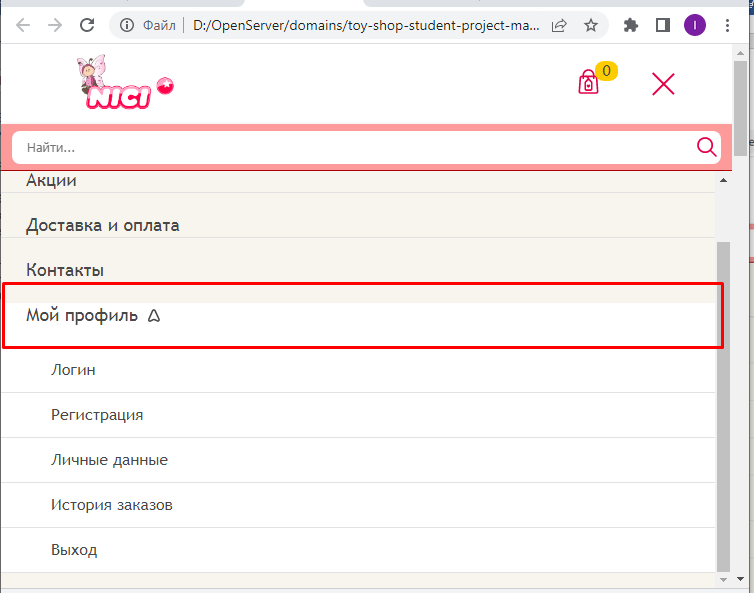 Файл
D:/OpenServer/domains/toy-shop-student-project-ma...
I
NICI
0
Найти...
Акции
Доставка и оплата
Контакты
Мой профиль
Логин
Регистрация
Личные данные
История заказов
Выход